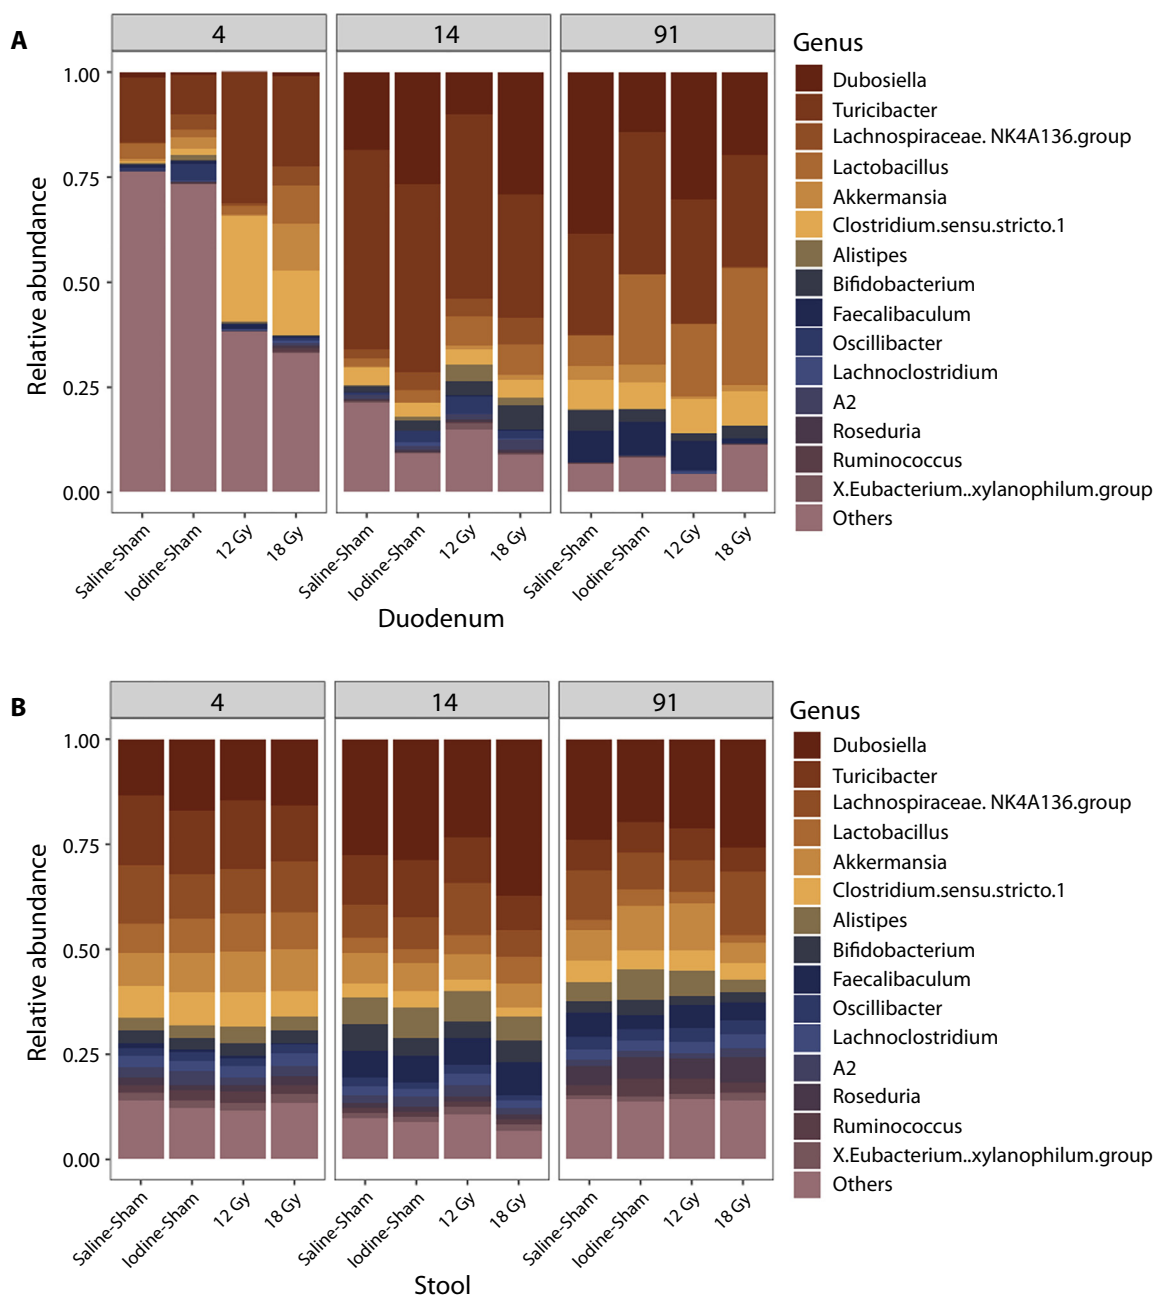 A
4
14
91
Genus
Dubosiella
Turicibacter
Lachnospiraceae. NK4A136.group
Lactobacillus
Akkermansia
Clostridium.sensu.stricto.1
Alistipes
Bifidobacterium
Faecalibaculum
Oscillibacter
Lachnoclostridium
A2
Roseduria
Ruminococcus
X.Eubacterium..xylanophilum.group
Others
Relative abundance
1.00
0.75
0.50
0.25
0.00
Saline-Sham
Iodine-Sham
12 Gy
18 Gy
Saline-Sham
Iodine-Sham
12 Gy
18 Gy
Saline-Sham
Iodine-Sham
12 Gy
18 Gy
Duodenum
B
4
14
91
Genus
Dubosiella
Turicibacter
Lachnospiraceae. NK4A136.group
Lactobacillus
Akkermansia
Clostridium.sensu.stricto.1
Alistipes
Bifidobacterium
Faecalibaculum
Oscillibacter
Lachnoclostridium
A2
Roseduria
Ruminococcus
X.Eubacterium..xylanophilum.group
Others
Relative abundance
1.00
0.75
0.50
0.25
0.00
Saline-Sham
Iodine-Sham
12 Gy
18 Gy
Saline-Sham
Iodine-Sham
12 Gy
18 Gy
Saline-Sham
Iodine-Sham
12 Gy
18 Gy
Stool